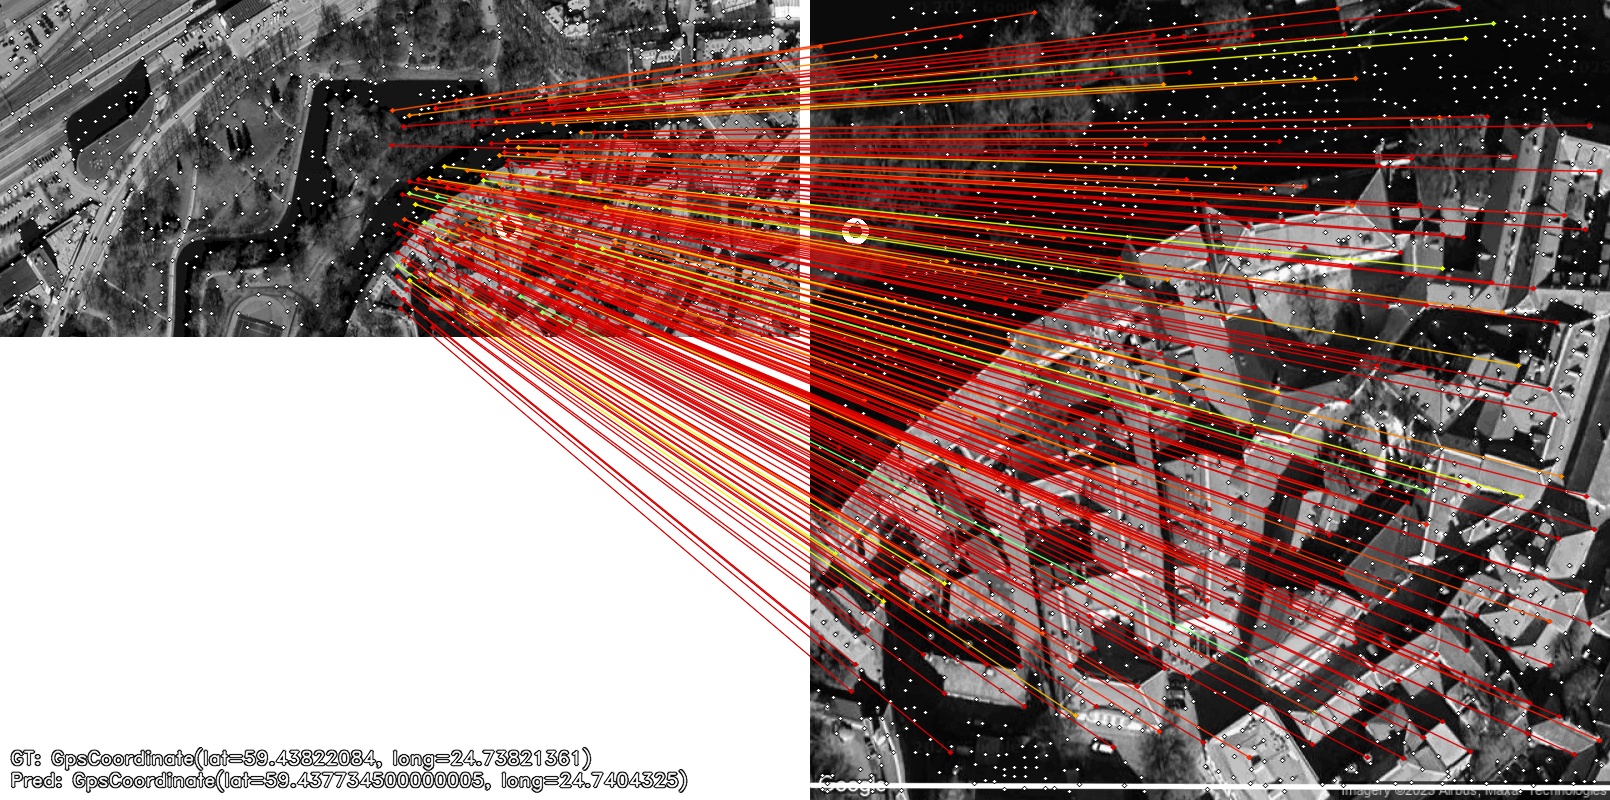 GT: GpsCoordinate(lat=59.43822084, long=24.73821361)
Pred: GpsCoordinate(lat=59.437734500000005, long=24.7404325)
Google
Imagery ©2023 Airbus, Maxar Technologies